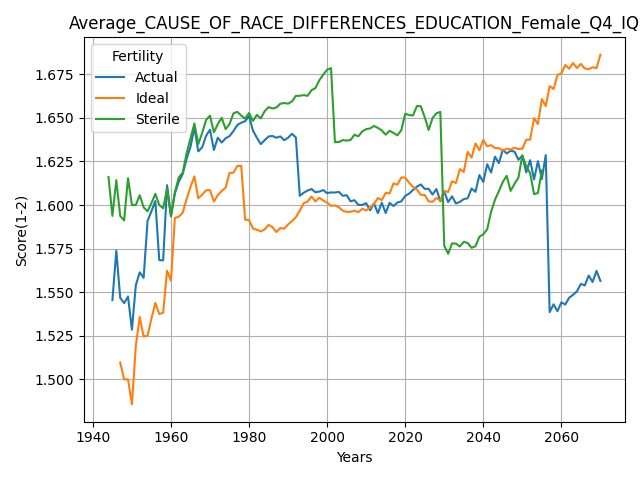 Average_CAUSE_OF_RACE_DIFFERENCES_EDUCATION_Female_Q4_IQ
Fertility
Actual
Ideal
Sterile
Score(1-2)
1.675
1.650
1.625
1.600
1.575
1.550
1.525
1.500
1940 1960 1980 2000 2020 2040 2060
Years